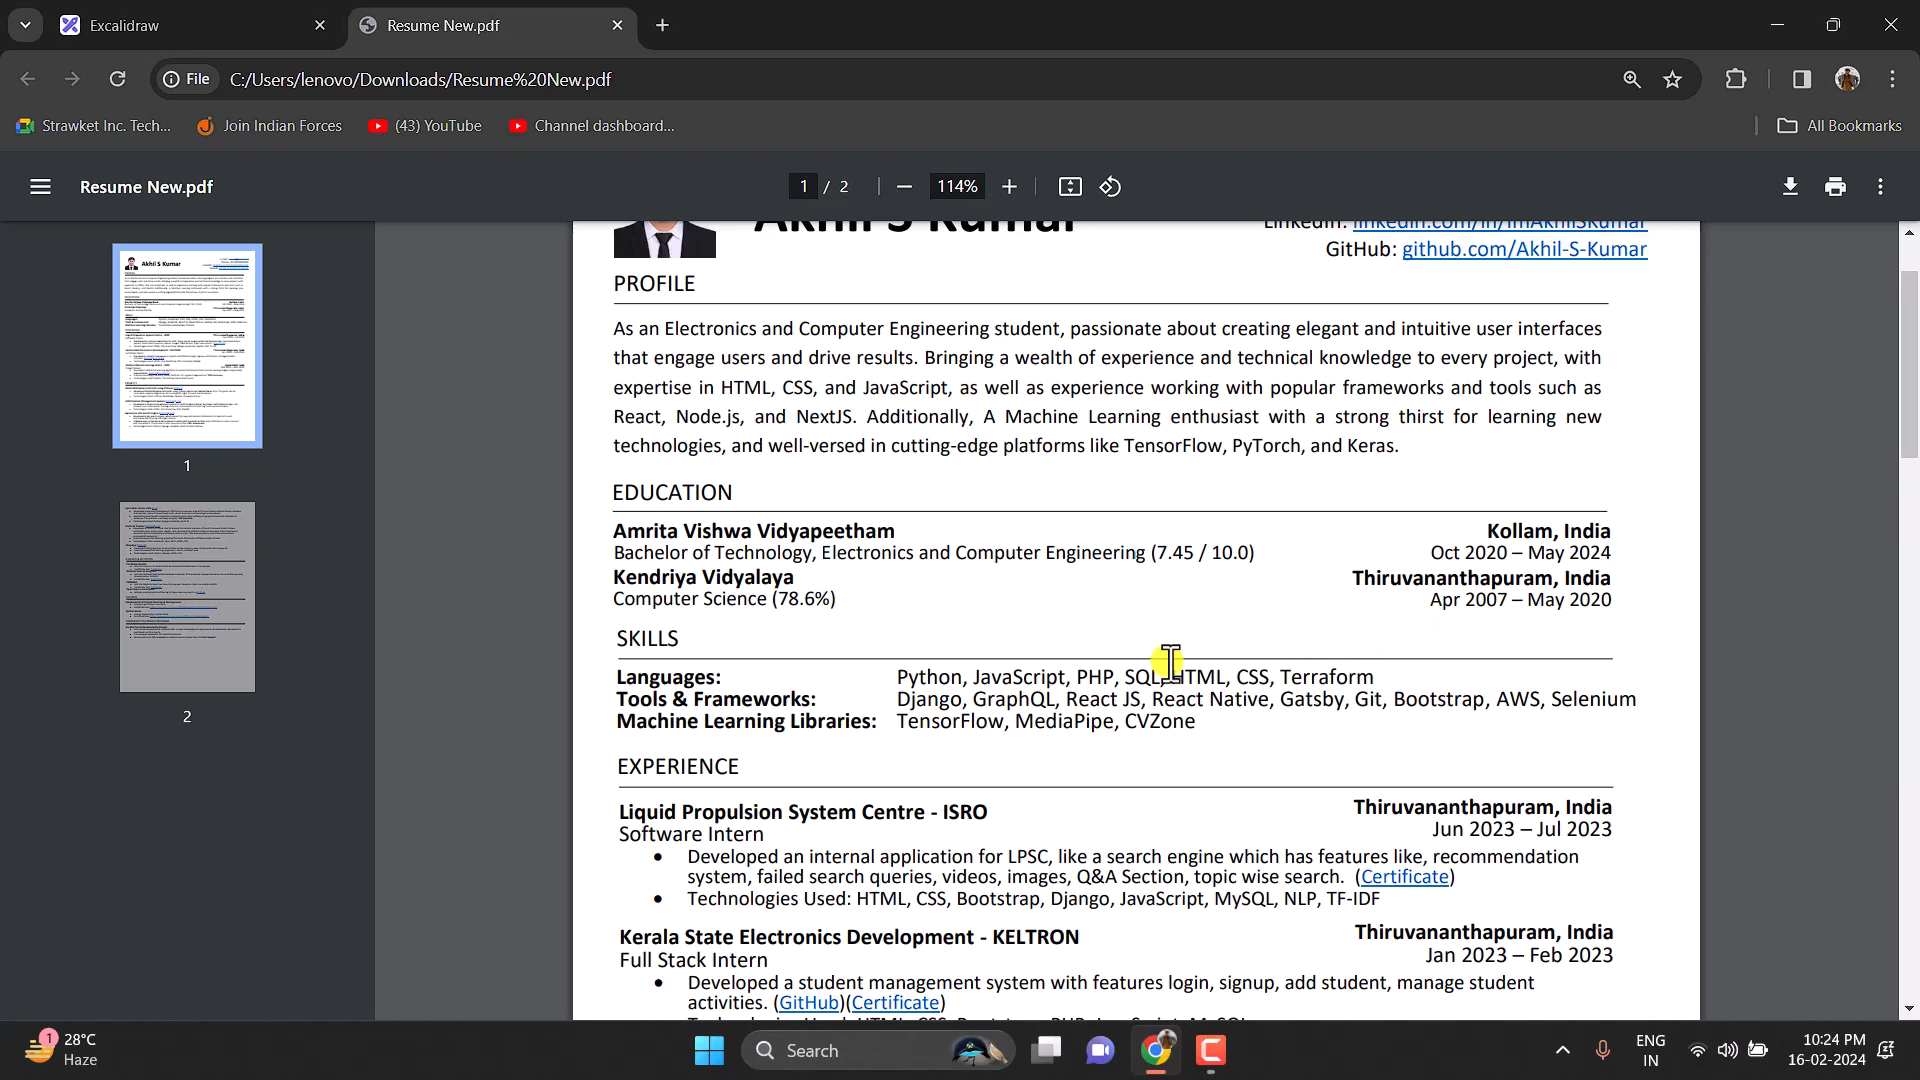 Excalidraw
Resume New.pdf
File
C:/Users/lenovo/Downloads/Resume%20New.pdf
Strawket Inc. Tech...
Join Indian Forces
(43) YouTube
Channel dashboard...
All Bookmarks
Resume New.pdf
1 / 2
114%
Akhil S Kumar
LinkedIn: linkedin.com/in/ImAkhilSKumar
GitHub: github.com/Akhil-S-Kumar
PROFILE
As an Electronics and Computer Engineering student, passionate about creating elegant and intuitive user interfaces
that engage users and drive results. Bringing a wealth of experience and technical knowledge to every project, with
expertise in HTML, CSS, and JavaScript, as well as experience working with popular frameworks and tools such as
React, Node.js, and NextJS. Additionally, A Machine Learning enthusiast with a strong thirst for learning new
technologies, and well-versed in cutting-edge platforms like TensorFlow, PyTorch, and Keras.
EDUCATION
Amrita Vishwa Vidyapeetham Kollam, India
Bachelor of Technology, Electronics and Computer Engineering (7.45 / 10.0) Oct 2020 – May 2024
Kendriya Vidyalaya Thiruvananthapuram, India
Computer Science (78.6%) Apr 2007 – May 2020
SKILLS
Languages: Python, JavaScript, PHP, SQL, HTML, CSS, Terraform
Tools & Frameworks: Django, GraphQL, React JS, React Native, Gatsby, Git, Bootstrap, AWS, Selenium
Machine Learning Libraries: TensorFlow, MediaPipe, CVZone
EXPERIENCE
Liquid Propulsion System Centre - ISRO Thiruvananthapuram, India
Software Intern Jun 2023 – Jul 2023
• Developed an internal application for LPSC, like a search engine which has features like, recommendation
system, failed search queries, videos, images, Q&A Section, topic wise search. (Certificate)
• Technologies Used: HTML, CSS, Bootstrap, Django, JavaScript, MySQL, NLP, TF-IDF
Kerala State Electronics Development - KELTRON Thiruvananthapuram, India
Full Stack Intern Jan 2023 – Feb 2023
• Developed a student management system with features login, signup, add student, manage student
activities. (GitHub)(Certificate)
Akhil S Kumar
1
2
1
28°C
Haze
Search
ENG
IN
10:24 PM
16-02-2024